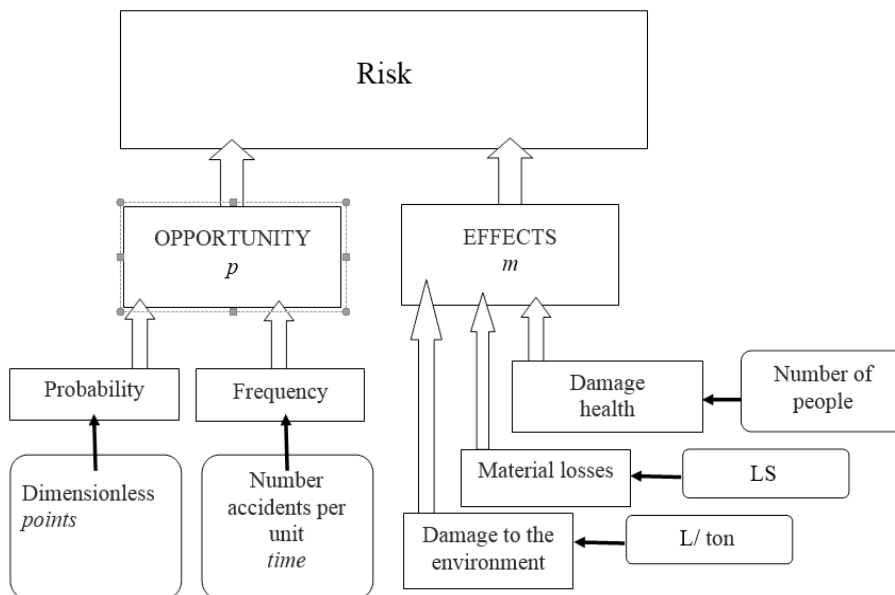 Risk
OPPORTUNITY
p
EFFECTS
m
Probability
Frequency
Damage
health
Number of
people
Dimensionless
points
Number
accidents per
unit
time
Material losses
LS
Damage to the
environment
L/ ton